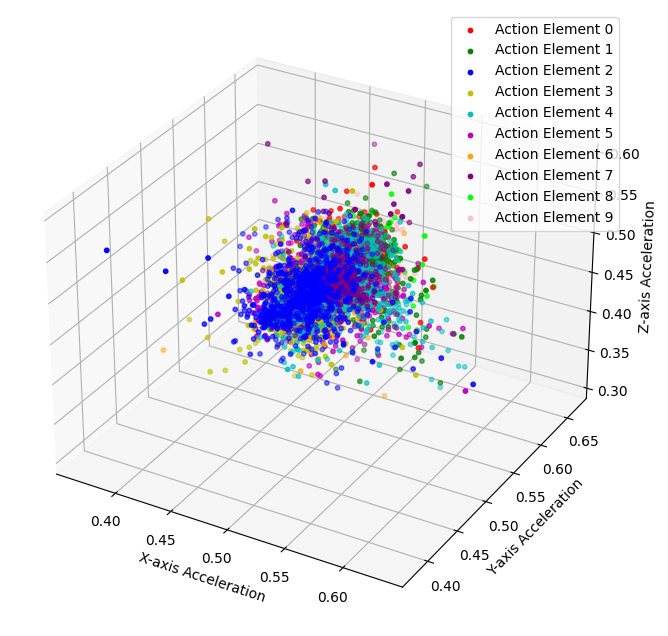 Action Element 0
Action Element 1
Action Element 2
Action Element 3
Action Element 4
Action Element 5
Action Element 6
Action Element 7
Action Element 8
Action Element 9
0.60
0.55
0.50
0.45
0.40
0.35
0.30
Z-axis Acceleration
0.65
0.60
0.55
0.50
0.45
0.40
Y-axis Acceleration
0.40
0.45
0.50
0.55
0.60
X-axis Acceleration